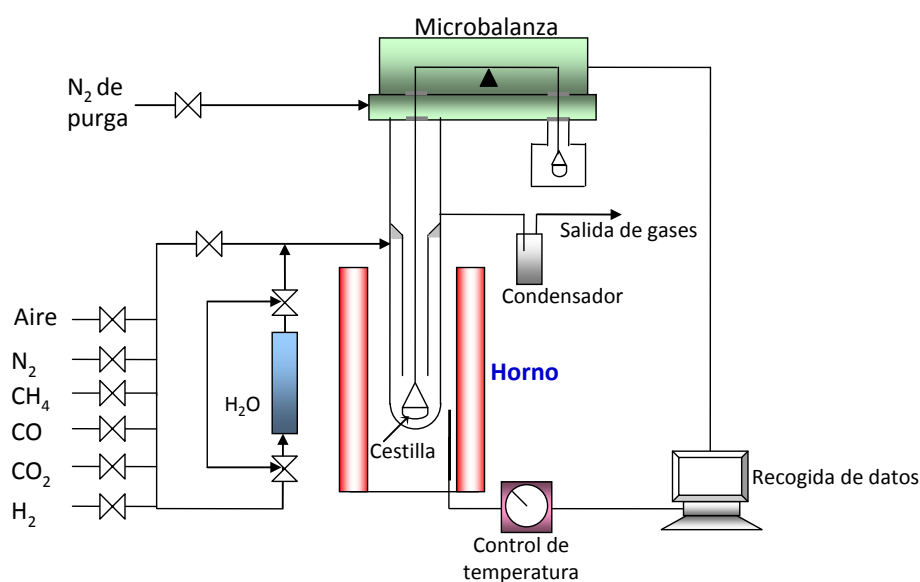 Microbalanza
N₂ de
purga
Salida de gases
Condensador
Aire
N₂
CH₄
CO
CO₂
H₂
H₂O
Horno
Cestilla
Recogida de datos
Control de
temperatura